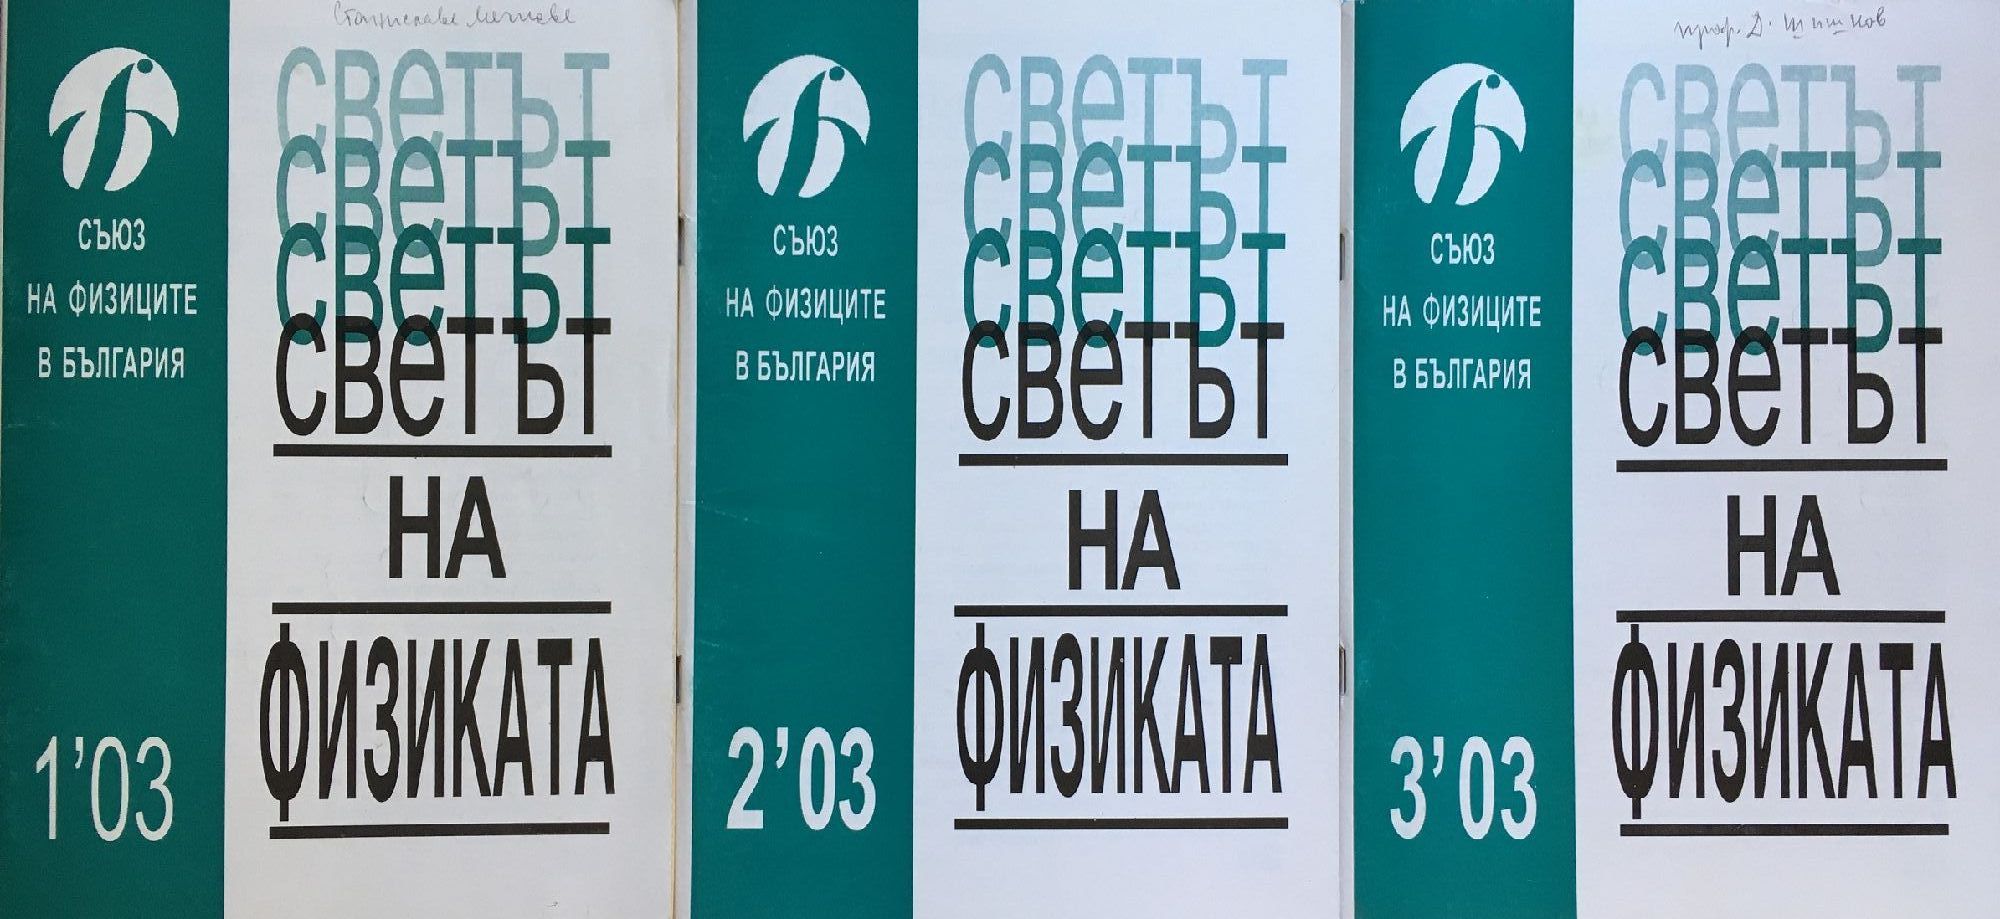 СЪЮЗ
НА ФИЗИЦИТЕ
В БЪЛГАРИЯ
1'03
светът
светът
светът
светът
НА
ФИЗИКАТА
СЪЮЗ
НА ФИЗИЦИТЕ
В БЪЛГАРИЯ
2'03
светът
светът
светът
светът
НА
ФИЗИКАТА
проф. Д. Шишков
СЪЮЗ
НА ФИЗИЦИТЕ
В БЪЛГАРИЯ
3'03
светът
светът
светът
светът
НА
ФИЗИКАТА